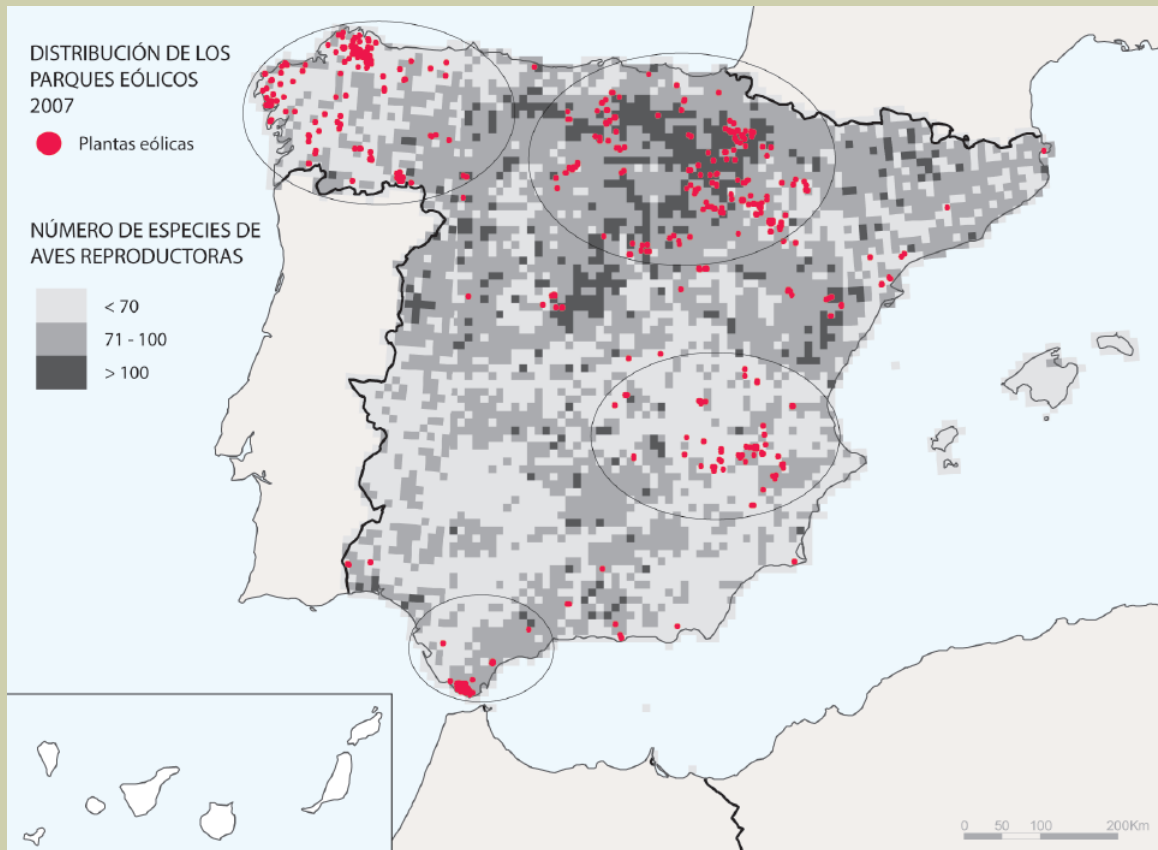 DISTRIBUCIÓN DE LOS
PARQUES EÓLICOS
2007
Plantas eólicas
NÚMERO DE ESPECIES DE
AVES REPRODUCTORAS
< 70
71 - 100
> 100
0 50 100 200Km